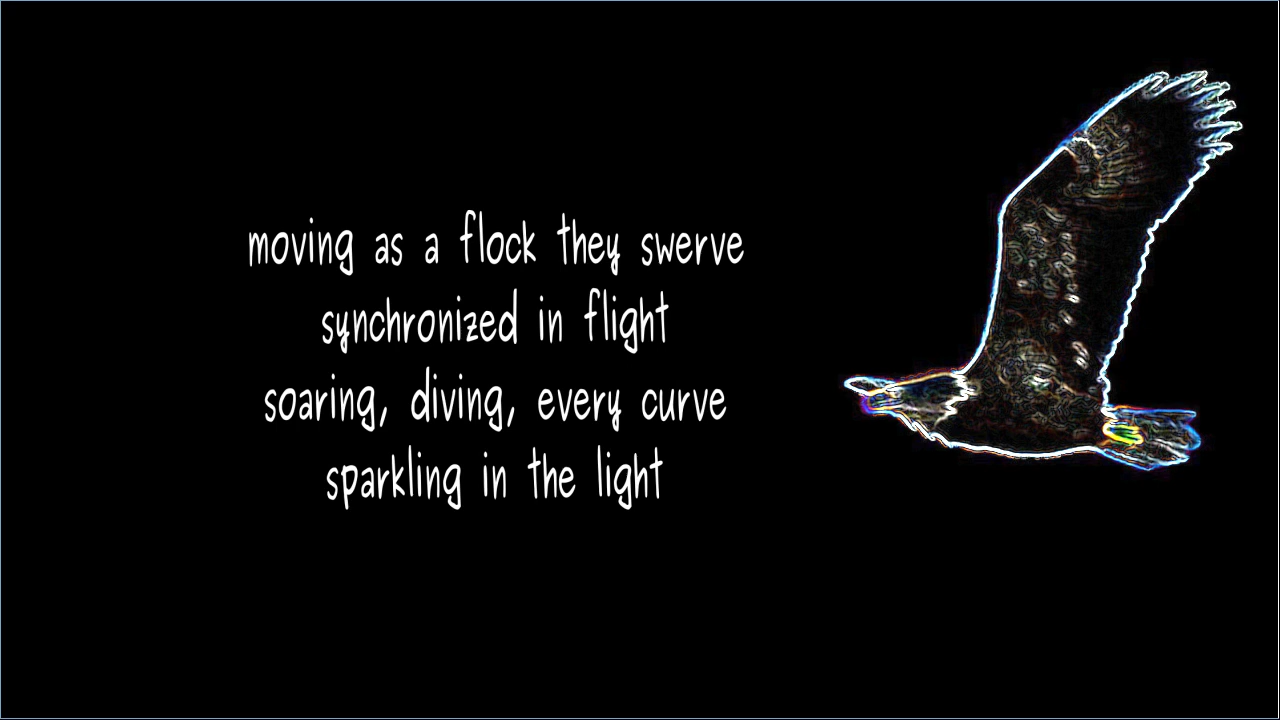 moving as a flock they swerve
synchronized in flight
soaring, diving, every curve
sparkling in the light